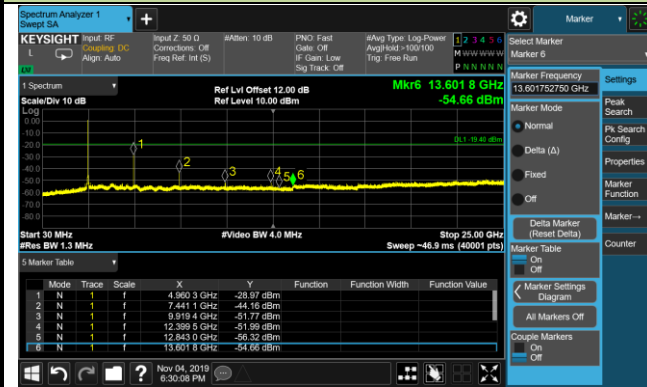 Spectrum Analyzer 1
Swept SA
Marker
KEYSIGHT
Input: RF
Coupling: DC
Align: Auto
Input Z: 50 Ω
Corrections: Off
Freq Ref: Int (S)
#Atten: 10 dB
PNO: Fast
Gate: Off
IF Gain: Low
Sig Track: Off
#Avg Type: Log-Power
Avg|Hold:>100/100
Trig: Free Run
1 2 3 4 5 6
M W W W W W
P N N N N N
L
Select Marker
Marker 6
1 Spectrum
Scale/Div 10 dB
Log
Ref Lvl Offset 12.00 dB
Ref Level 10.00 dBm
Mkr6 13.601 8 GHz
-54.66 dBm
0.00
-10.0
-20.0
-30.0
-40.0
-50.0
-60.0
-70.0
-80.0
DL1 -19.40 dBm
1
2
3
4
5
6
Start 30 MHz
#Res BW 1.3 MHz
#Video BW 4.0 MHz
Stop 25.00 GHz
Sweep ~46.9 ms (40001 pts)
5 Marker Table
Mode Trace Scale X Y Function Function Width Function Value
1 N 1 f 4.960 3 GHz -28.97 dBm
2 N 1 f 7.441 1 GHz -44.16 dBm
3 N 1 f 9.919 4 GHz -51.77 dBm
4 N 1 f 12.399 5 GHz -51.99 dBm
5 N 1 f 12.843 0 GHz -56.32 dBm
6 N 1 f 13.601 8 GHz -54.66 dBm
Nov 04, 2019
6:30:08 PM
Marker Frequency
13.601752750 GHz
Marker Mode
Normal
Delta (Δ)
Fixed
Off
Delta Marker
(Reset Delta)
Marker Table
On
Off
Marker Settings
Diagram
All Markers Off
Couple Markers
On
Off
Settings
Peak
Search
Pk Search
Config
Properties
Marker
Function
Marker→
Counter